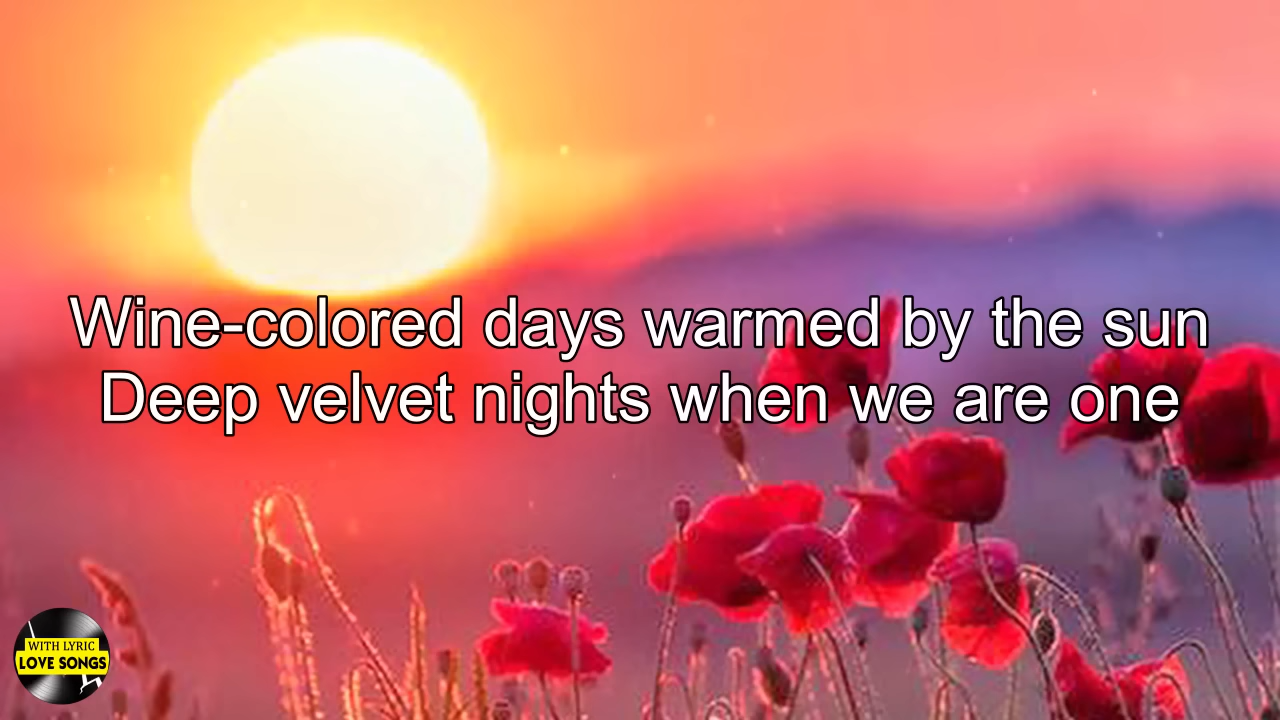 Wine-colored days warmed by the sun
Deep velvet nights when we are one
WITH LYRIC
LOVE SONGS